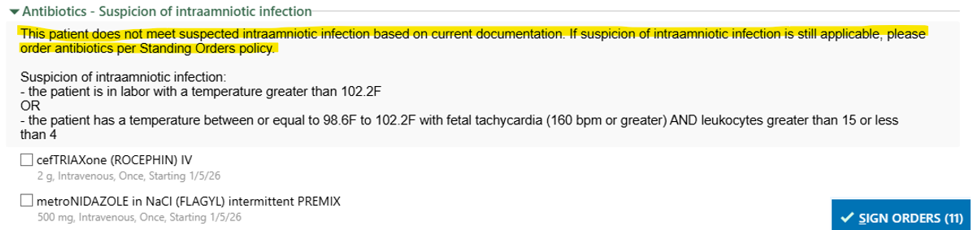 Antibiotics - Suspicion of intraamniotic infection
This patient does not meet suspected intraamniotic infection based on current documentation. If suspicion of intraamniotic infection is still applicable, please
order antibiotics per Standing Orders policy.
Suspicion of intraamniotic infection:
- the patient is in labor with a temperature greater than 102.2F
OR
- the patient has a temperature between or equal to 98.6F to 102.2F with fetal tachycardia (160 bpm or greater) AND leukocytes greater than 15 or less
than 4
cefTRIAXone (ROCEPHIN) IV
2 g, Intravenous, Once, Starting 1/5/26
metroNIDAZOLE in NaCl (FLAGYL) intermittent PREMIX
500 mg, Intravenous, Once, Starting 1/5/26
SIGN ORDERS (11)